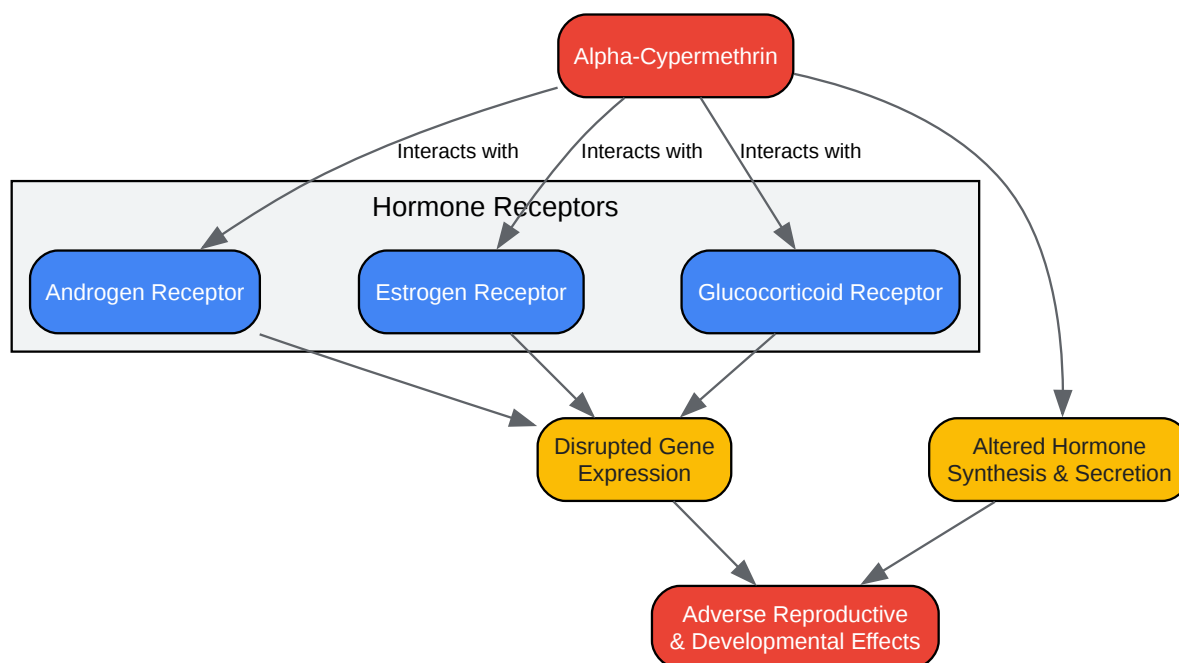 Alpha-Cypermethrin
Interacts with
Interacts with
Interacts with
Hormone Receptors
Androgen Receptor
Estrogen Receptor
Glucocorticoid Receptor
Disrupted Gene
Expression
Altered Hormone
Synthesis & Secretion
Adverse Reproductive
& Developmental Effects